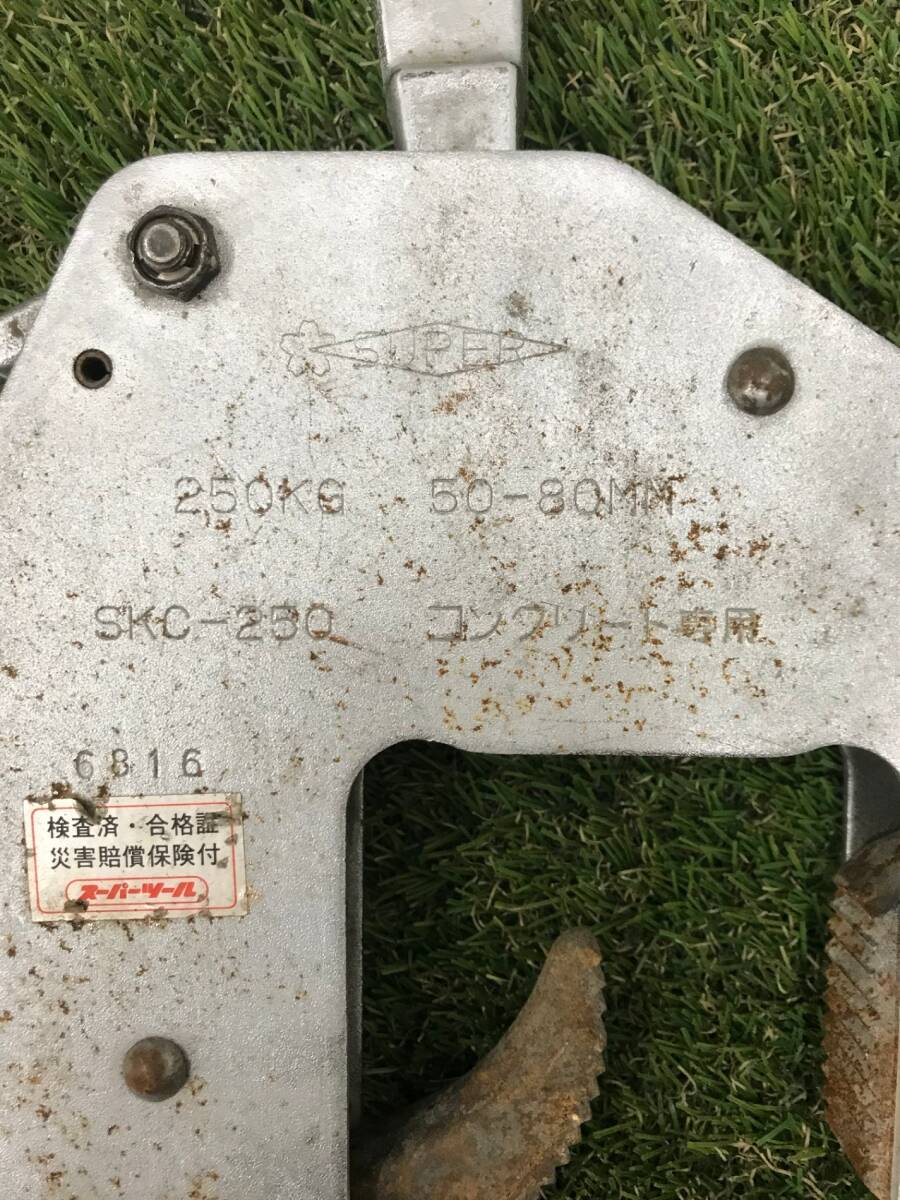 SUPER
250KG 50-80MM
SKC-250 コンクリート専用
6816
検査済・合格証
災害賠償保険付
スーパーツール